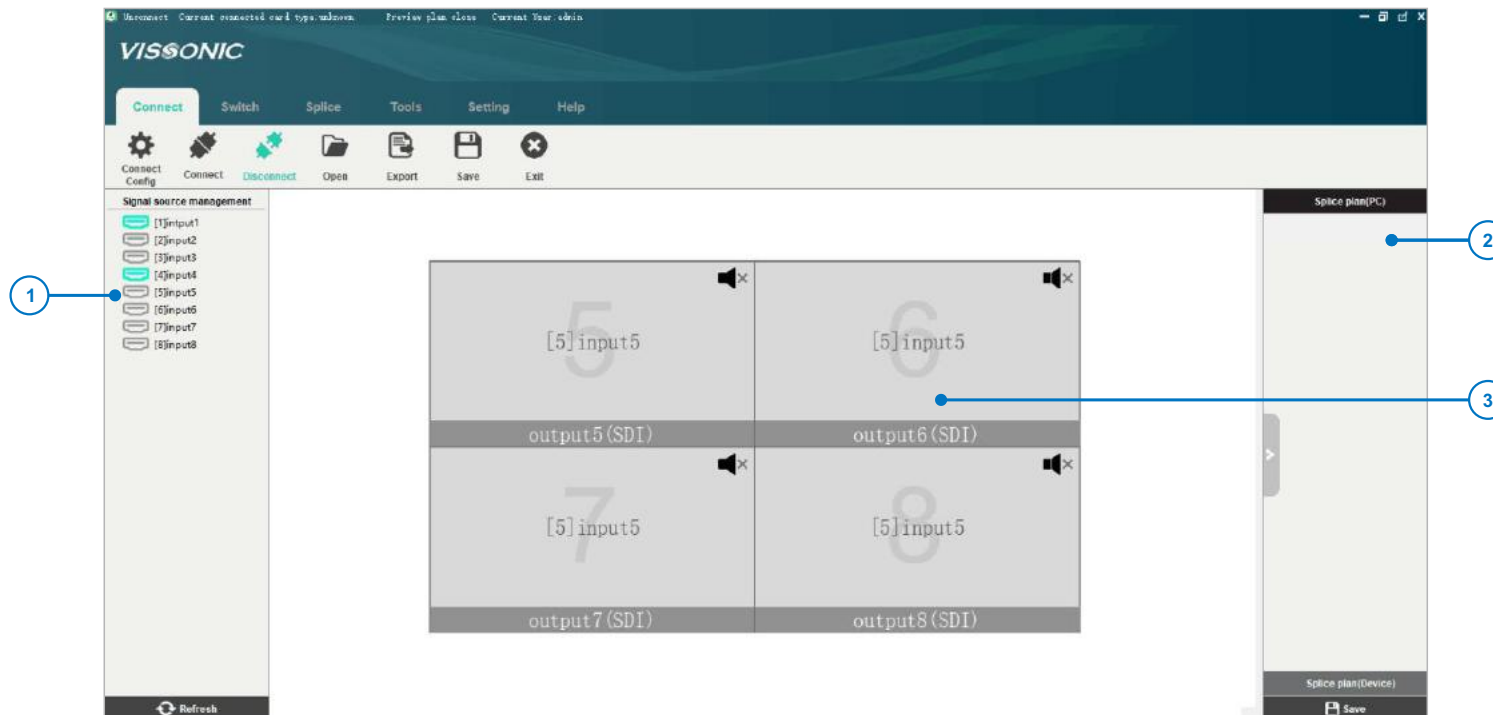 Unconnect Current connected card type:unknown Preview plan close Current User:admin
VISSONIC
Connect Switch Splice Tools Setting Help
Connect Config Connect Disconnect Open Export Save Exit
Signal source management
[1]intput1
[2]input2
[3]input3
[4]input4
[5]input5
[6]input6
[7]input7
[8]input8
Refresh
1
5
[5]input5
output5(SDI)
6
[5]input5
output6(SDI)
7
[5]input5
output7(SDI)
8
[5]input5
output8(SDI)
Splice plan(PC)
2
3
Splice plan(Device)
Save